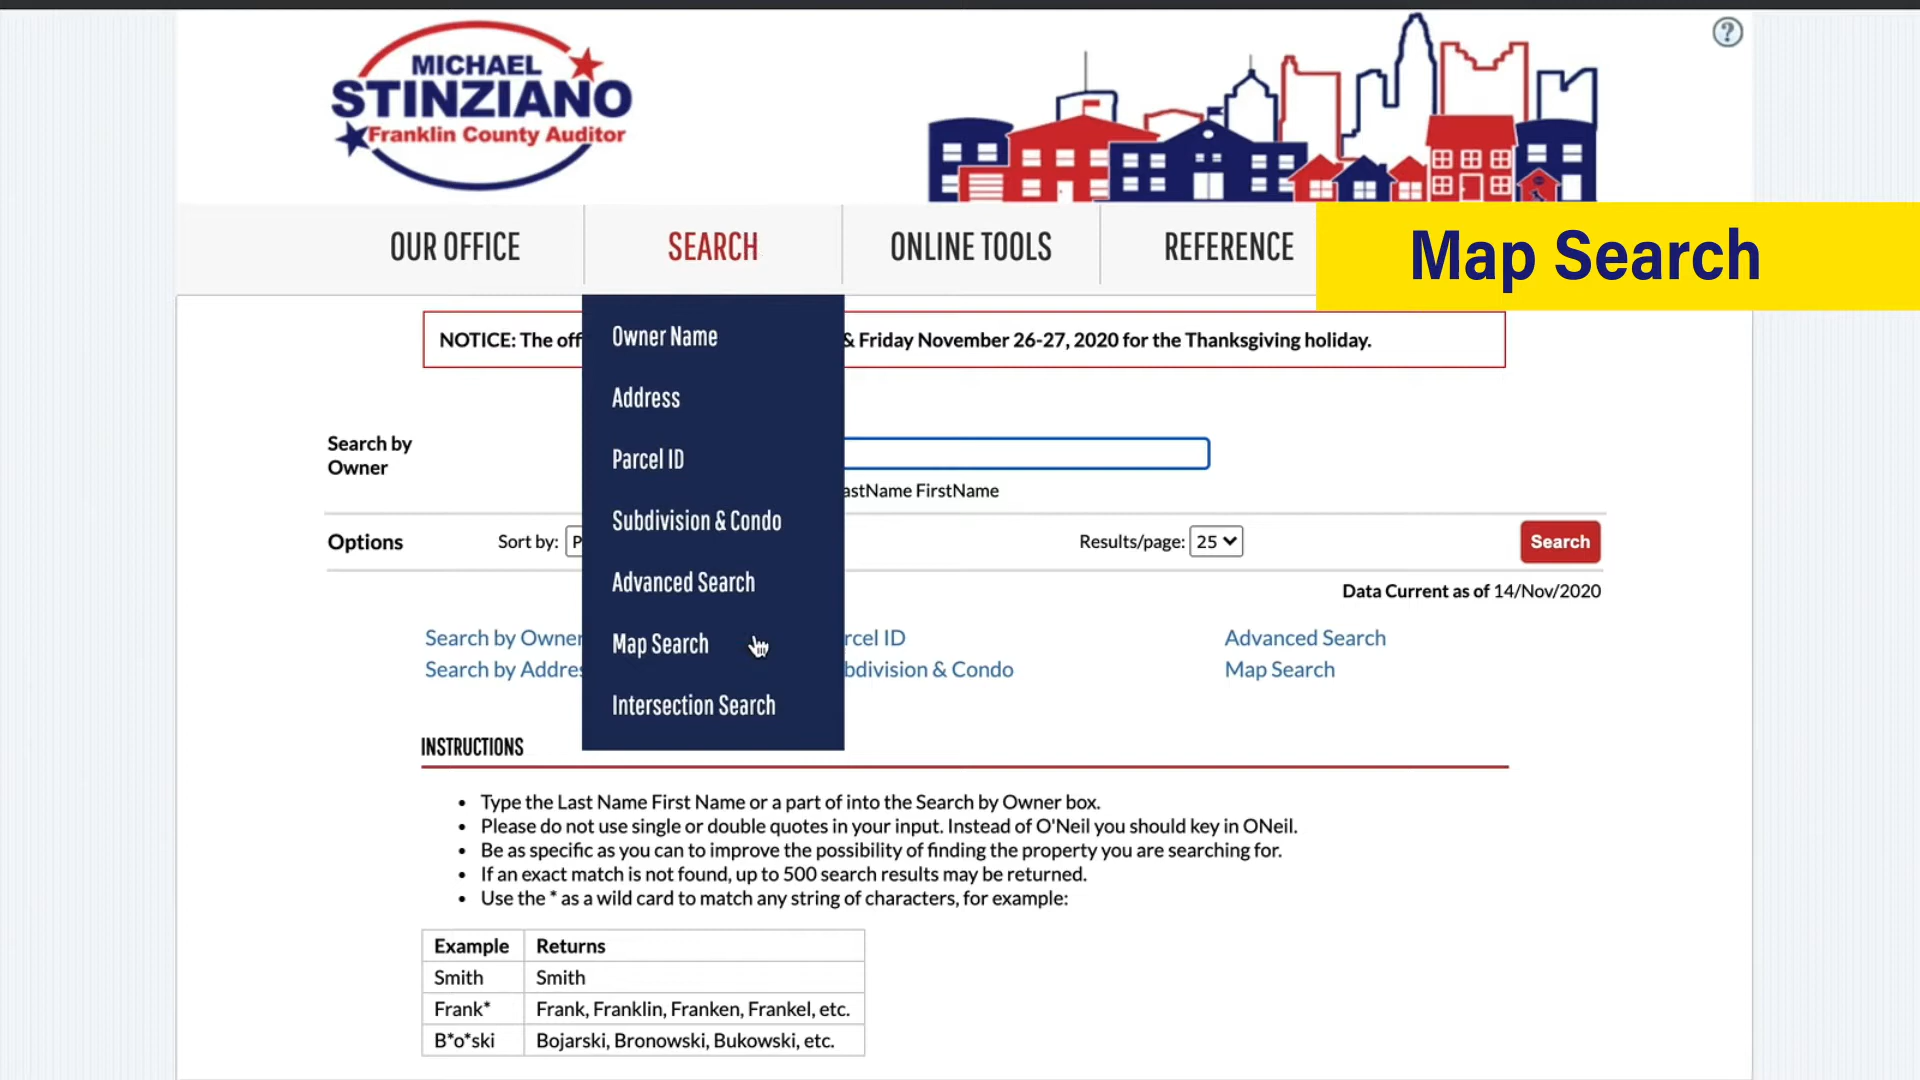 MICHAEL
STINZIANO
Franklin County Auditor
OUR OFFICE
SEARCH
ONLINE TOOLS
REFERENCE
Map Search
NOTICE: The off
& Friday November 26-27, 2020 for the Thanksgiving holiday.
Owner Name
Address
Parcel ID
Subdivision & Condo
Advanced Search
Map Search
Intersection Search
Search by
Owner
astName FirstName
Options
Sort by: P
Results/page: 25
Search
Data Current as of 14/Nov/2020
Search by Owner
rcel ID
Advanced Search
Search by Addre
bdivision & Condo
Map Search
INSTRUCTIONS
• Type the Last Name First Name or a part of into the Search by Owner box.
• Please do not use single or double quotes in your input. Instead of O'Neil you should key in ONeil.
• Be as specific as you can to improve the possibility of finding the property you are searching for.
• If an exact match is not found, up to 500 search results may be returned.
• Use the * as a wild card to match any string of characters, for example:
Example Returns
Smith Smith
Frank* Frank, Franklin, Franken, Frankel, etc.
B*o*ski Bojarski, Bronowski, Bukowski, etc.